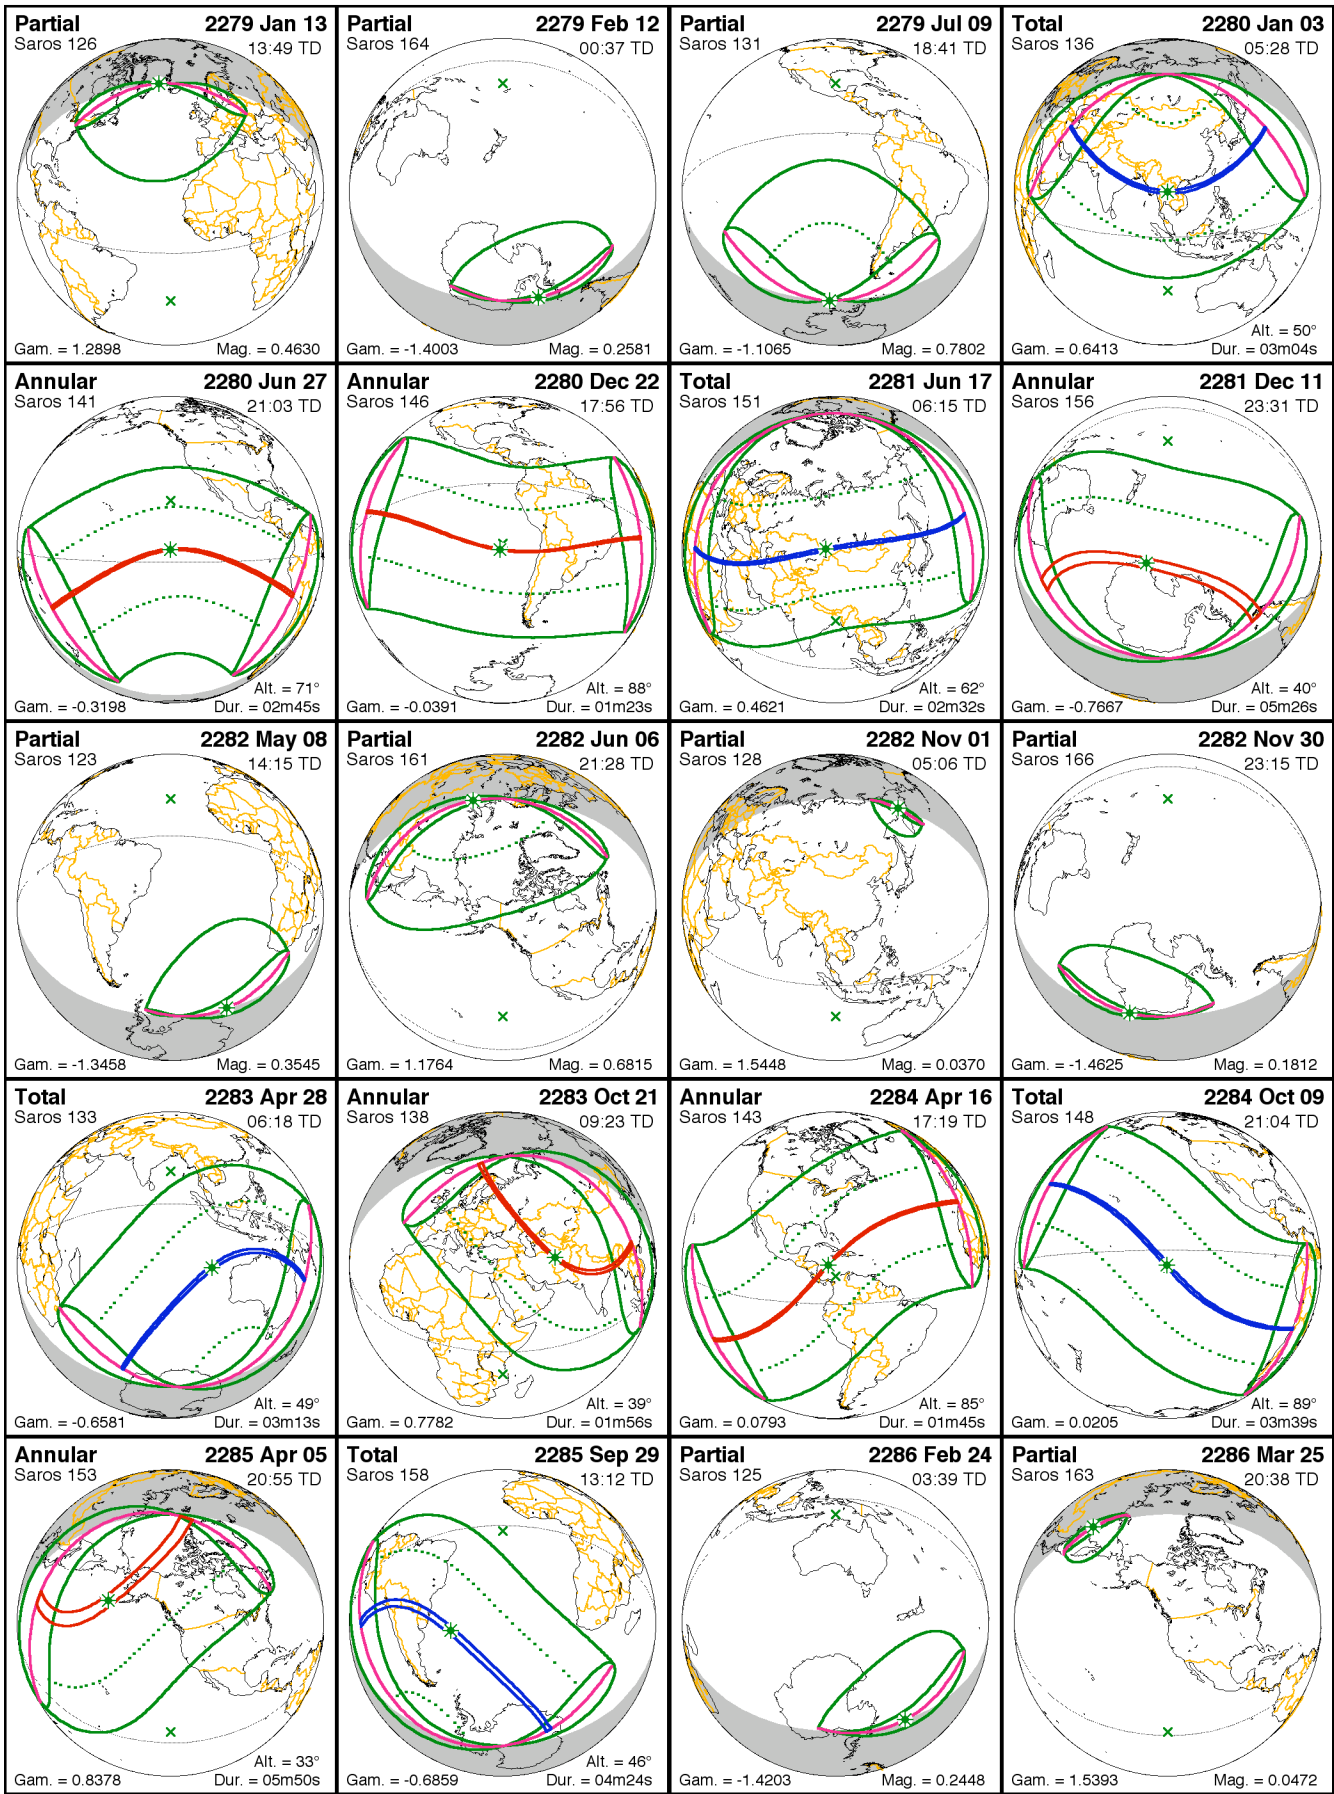 Partial 2279 Jan 13
Saros 126 13:49 TD
Gam. = 1.2898 Mag. = 0.4630
Partial 2279 Feb 12
Saros 164 00:37 TD
Gam. = -1.4003 Mag. = 0.2581
Partial 2279 Jul 09
Saros 131 18:41 TD
Gam. = -1.1065 Mag. = 0.7802
Total 2280 Jan 03
Saros 136 05:28 TD
Alt. = 50°
Gam. = 0.6413 Dur. = 03m04s
Annular 2280 Jun 27
Saros 141 21:03 TD
Alt. = 71°
Gam. = -0.3198 Dur. = 02m45s
Annular 2280 Dec 22
Saros 146 17:56 TD
Alt. = 88°
Gam. = -0.0391 Dur. = 01m23s
Total 2281 Jun 17
Saros 151 06:15 TD
Alt. = 62°
Gam. = 0.4621 Dur. = 02m32s
Annular 2281 Dec 11
Saros 156 23:31 TD
Alt. = 40°
Gam. = -0.7667 Dur. = 05m26s
Partial 2282 May 08
Saros 123 14:15 TD
Gam. = -1.3458 Mag. = 0.3545
Partial 2282 Jun 06
Saros 161 21:28 TD
Gam. = 1.1764 Mag. = 0.6815
Partial 2282 Nov 01
Saros 128 05:06 TD
Gam. = 1.5448 Mag. = 0.0370
Partial 2282 Nov 30
Saros 166 23:15 TD
Gam. = -1.4625 Mag. = 0.1812
Total 2283 Apr 28
Saros 133 06:18 TD
Alt. = 49°
Gam. = -0.6581 Dur. = 03m13s
Annular 2283 Oct 21
Saros 138 09:23 TD
Alt. = 39°
Gam. = 0.7782 Dur. = 01m56s
Annular 2284 Apr 16
Saros 143 17:19 TD
Alt. = 85°
Gam. = 0.0793 Dur. = 01m45s
Total 2284 Oct 09
Saros 148 21:04 TD
Alt. = 89°
Gam. = 0.0205 Dur. = 03m39s
Annular 2285 Apr 05
Saros 153 20:55 TD
Alt. = 33°
Gam. = 0.8378 Dur. = 05m50s
Total 2285 Sep 29
Saros 158 13:12 TD
Alt. = 46°
Gam. = -0.6859 Dur. = 04m24s
Partial 2286 Feb 24
Saros 125 03:39 TD
Gam. = -1.4203 Mag. = 0.2448
Partial 2286 Mar 25
Saros 163 20:38 TD
Gam. = 1.5393 Mag. = 0.0472